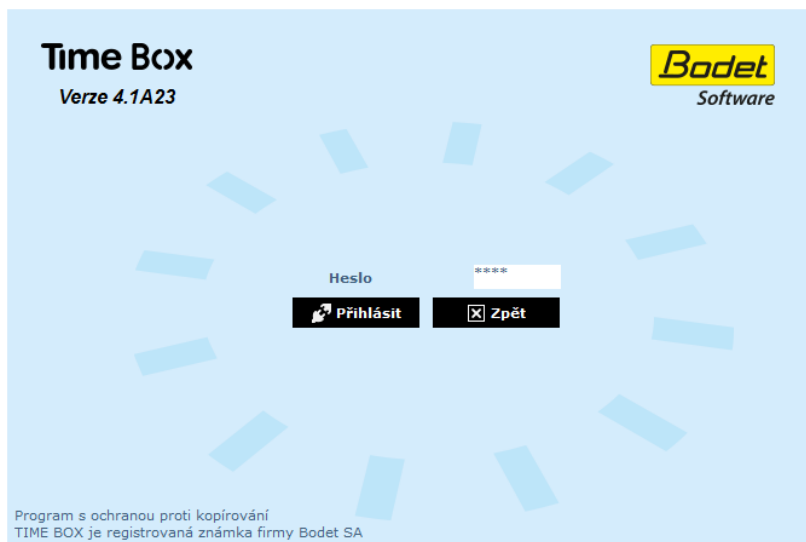 Time Box
Verze 4.1A23
Bodet
Software
Heslo ****
Přihlásit Zpět
Program s ochranou proti kopírování
TIME BOX je registrovaná známka firmy Bodet SA